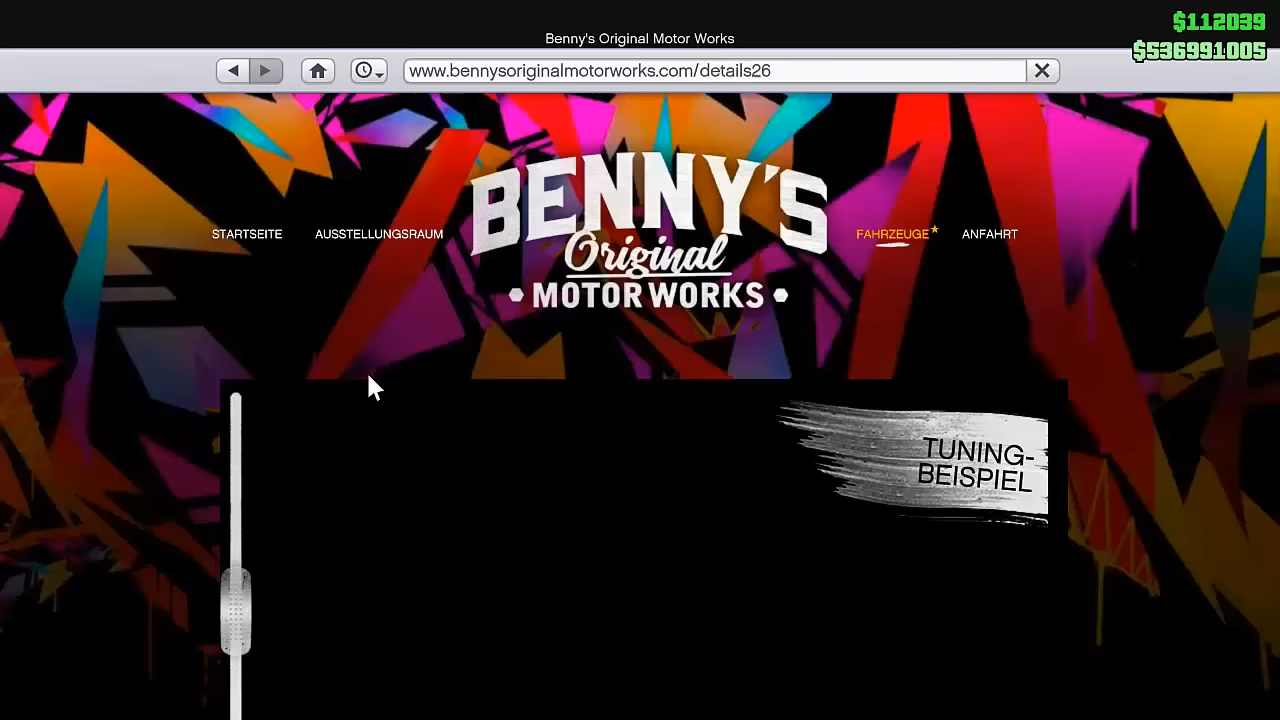 $112039
Benny's Original Motor Works
$536991005
www.bennysoriginalmotorworks.com/details26
STARTSEITE
AUSSTELLUNGSRAUM
BENNY'S
Original
MOTOR WORKS
FAHRZEUGE
ANFAHRT
TUNING-
BEISPIEL